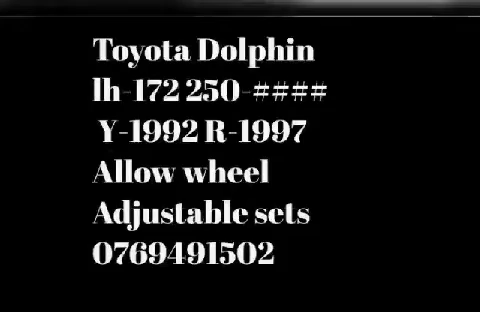 Toyota Dolphin
lh-172 250-####
Y-1992 R-1997
Allow wheel
Adjustable sets
0769491502